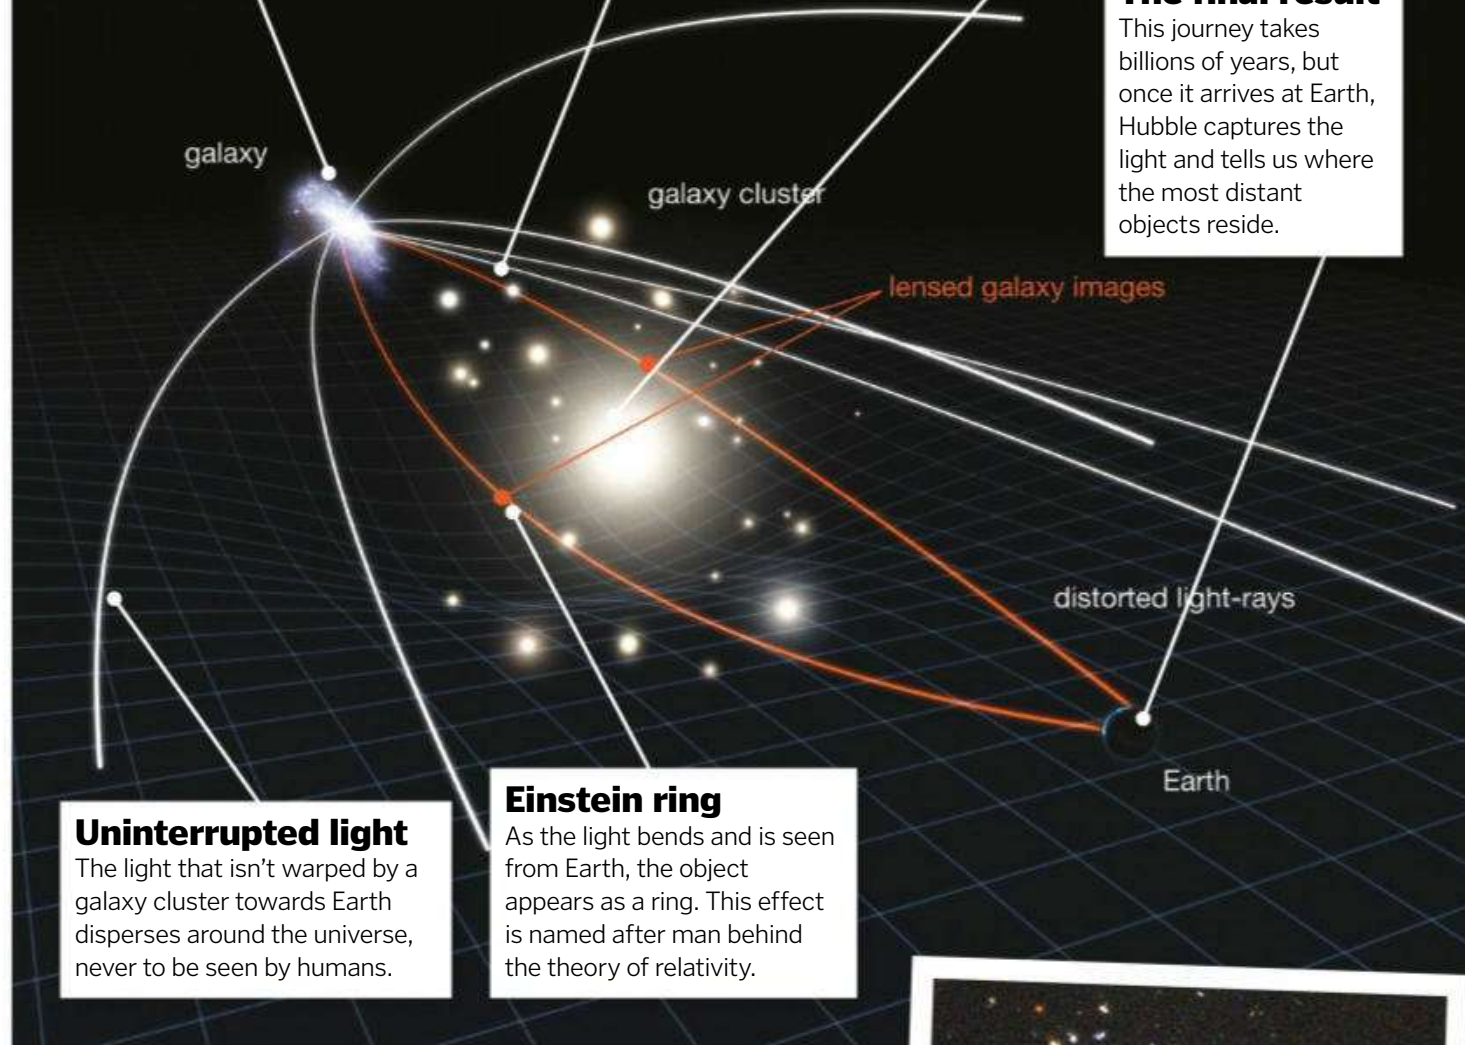 The final result
This journey takes
billions of years, but
once it arrives at Earth,
Hubble captures the
light and tells us where
the most distant
objects reside.
galaxy
galaxy cluster
lensed galaxy images
distorted light-rays
Earth
Uninterrupted light
The light that isn’t warped by a
galaxy cluster towards Earth
disperses around the universe,
never to be seen by humans.
Einstein ring
As the light bends and is seen
from Earth, the object
appears as a ring. This effect
is named after man behind
the theory of relativity.